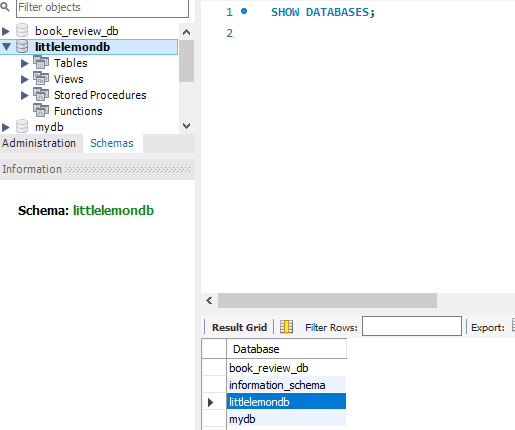 Filter objects
book_review_db
littlelemondb
Tables
Views
Stored Procedures
Functions
mydb
Administration Schemas
Information
Schema: littlelemondb
1 SHOW DATABASES;
2
Result Grid Filter Rows: Export:
Database
book_review_db
information_schema
littlelemondb
mydb